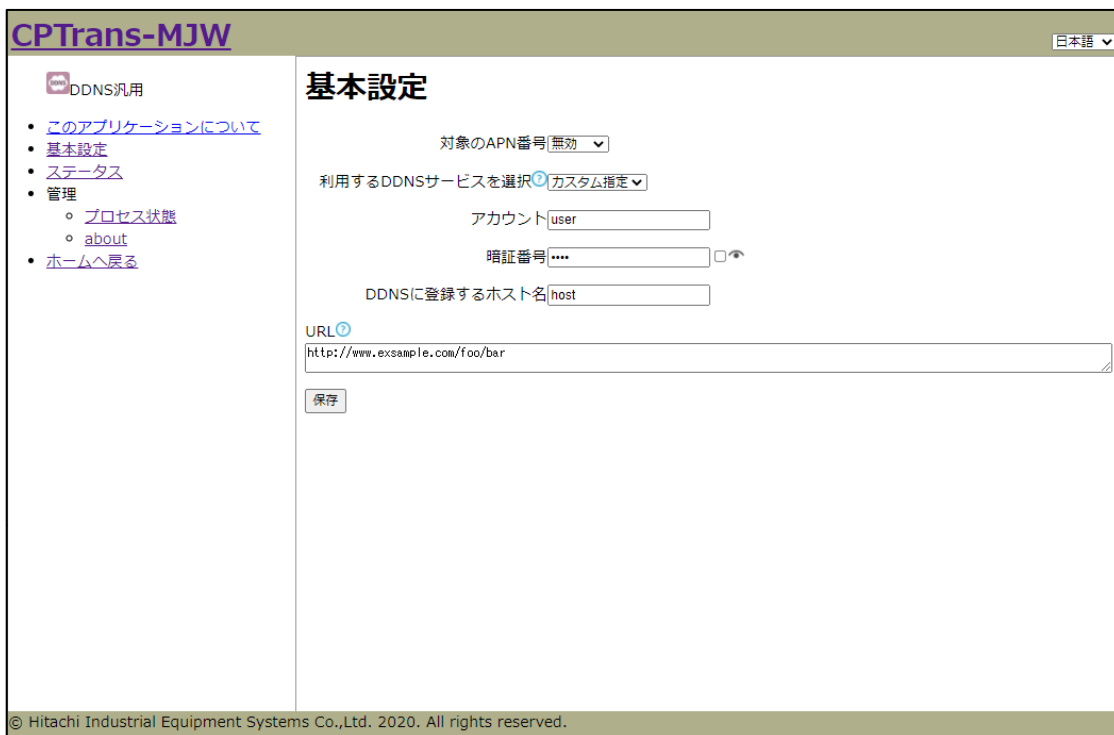 CPTrans-MJW
日本語
DDNS汎用
このアプリケーションについて
基本設定
ステータス
管理
プロセス状態
about
ホームへ戻る
基本設定
対象のAPN番号 無効
利用するDDNSサービスを選択 カスタム指定
アカウント user
暗証番号 ••••
DDNSに登録するホスト名 host
URL
http://www.exsample.com/foo/bar
保存
© Hitachi Industrial Equipment Systems Co.,Ltd. 2020. All rights reserved.